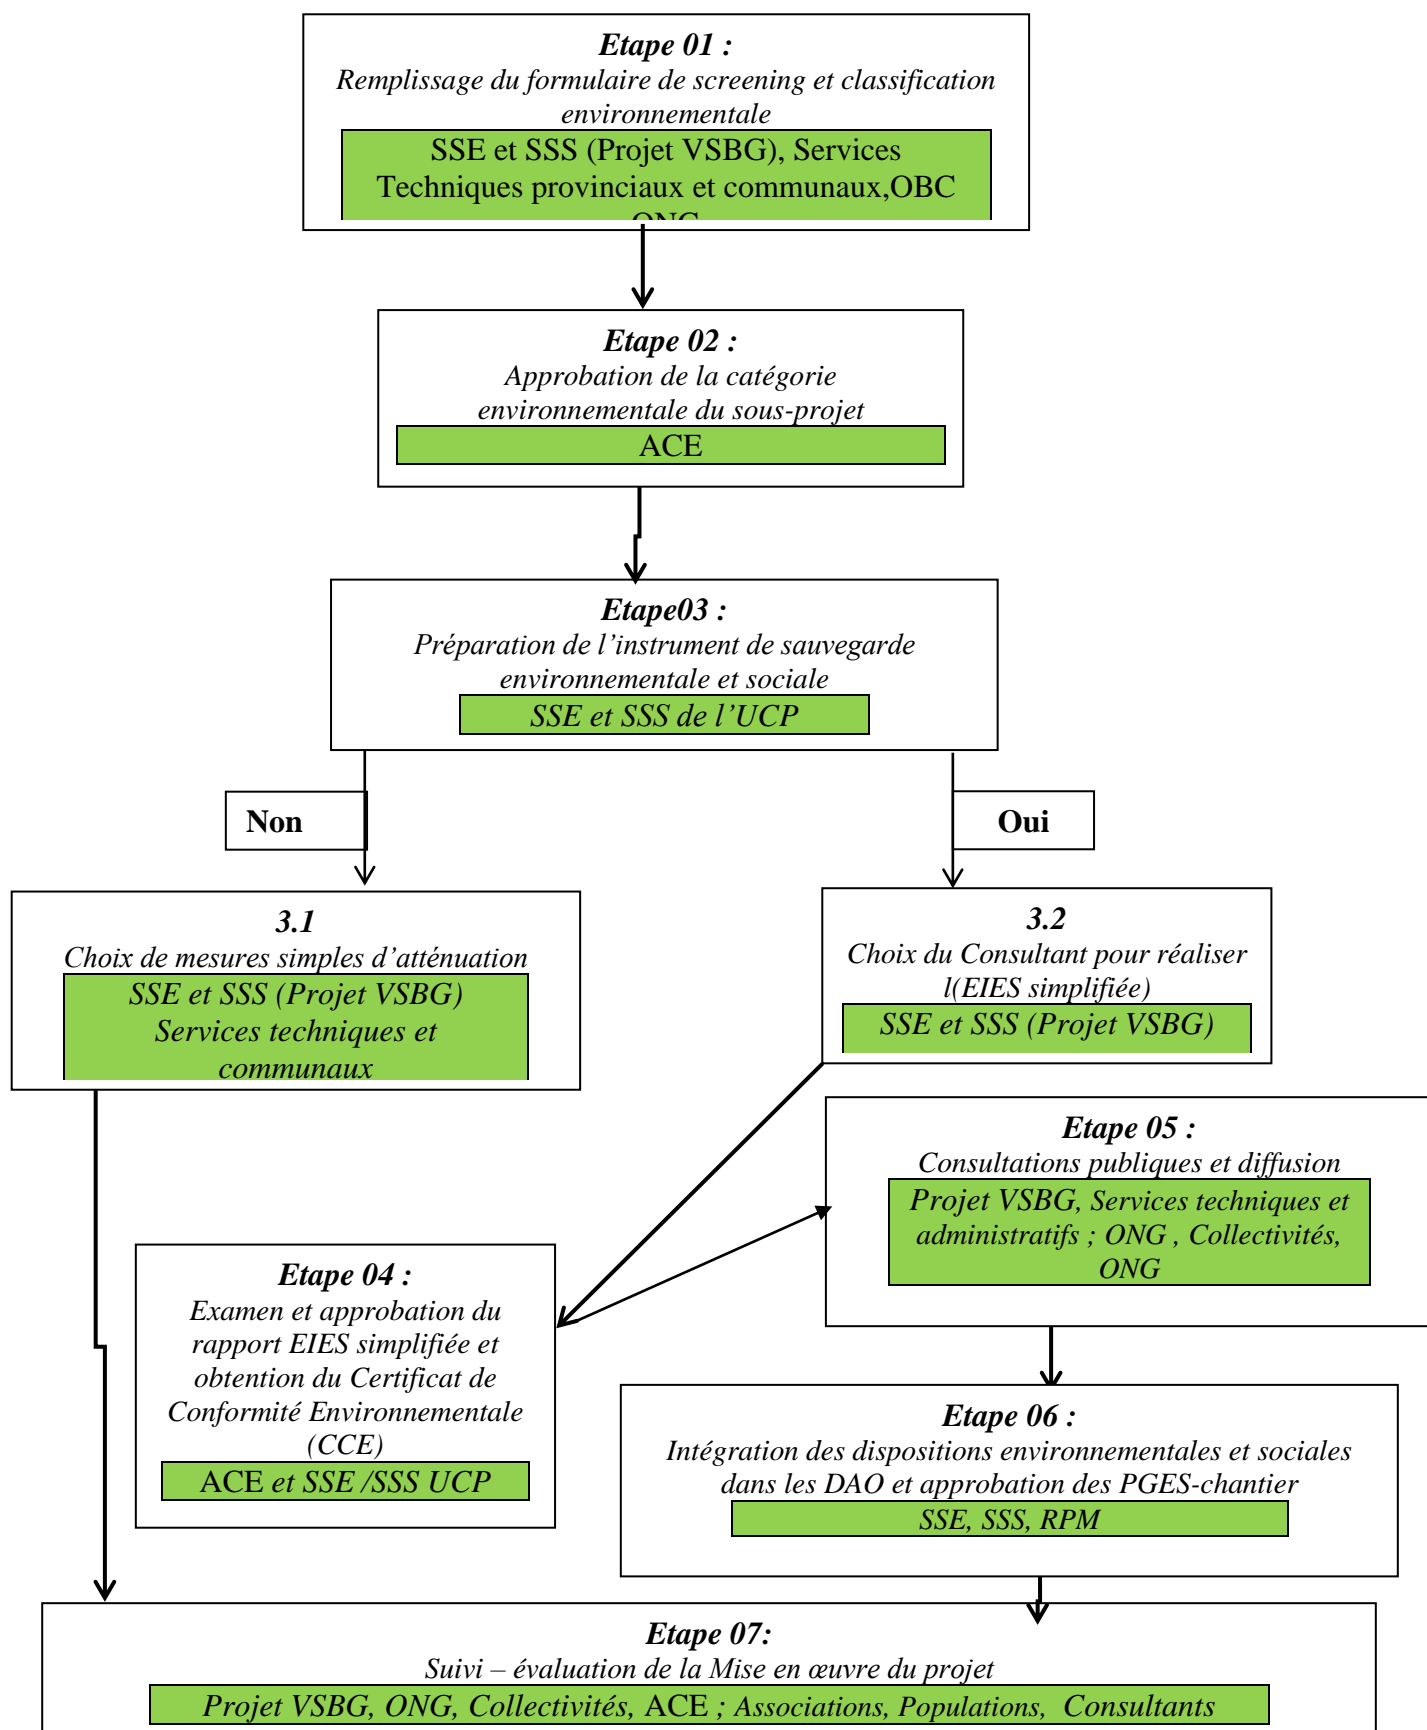 Etape 01 :
Remplissage du formulaire de screening et classification
environnementale
SSE et SSS (Projet VSBG), Services
Techniques provinciaux et communaux,OBC
ONG
Etape 02 :
Approbation de la catégorie
environnementale du sous-projet
ACE
Etape03 :
Préparation de l’instrument de sauvegarde
environnementale et sociale
SSE et SSS de l’UCP
Non
Oui
3.1
Choix de mesures simples d’atténuation
SSE et SSS (Projet VSBG)
Services techniques et
communaux
3.2
Choix du Consultant pour réaliser
l(EIES simplifiée)
SSE et SSS (Projet VSBG)
Etape 04 :
Examen et approbation du
rapport EIES simplifiée et
obtention du Certificat de
Conformité Environnementale
(CCE)
ACE et SSE /SSS UCP
Etape 05 :
Consultations publiques et diffusion
Projet VSBG, Services techniques et
administratifs ; ONG , Collectivités,
ONG
Etape 06 :
Intégration des dispositions environnementales et sociales
dans les DAO et approbation des PGES-chantier
SSE, SSS, RPM
Etape 07:
Suivi – évaluation de la Mise en œuvre du projet
Projet VSBG, ONG, Collectivités, ACE ; Associations, Populations, Consultants